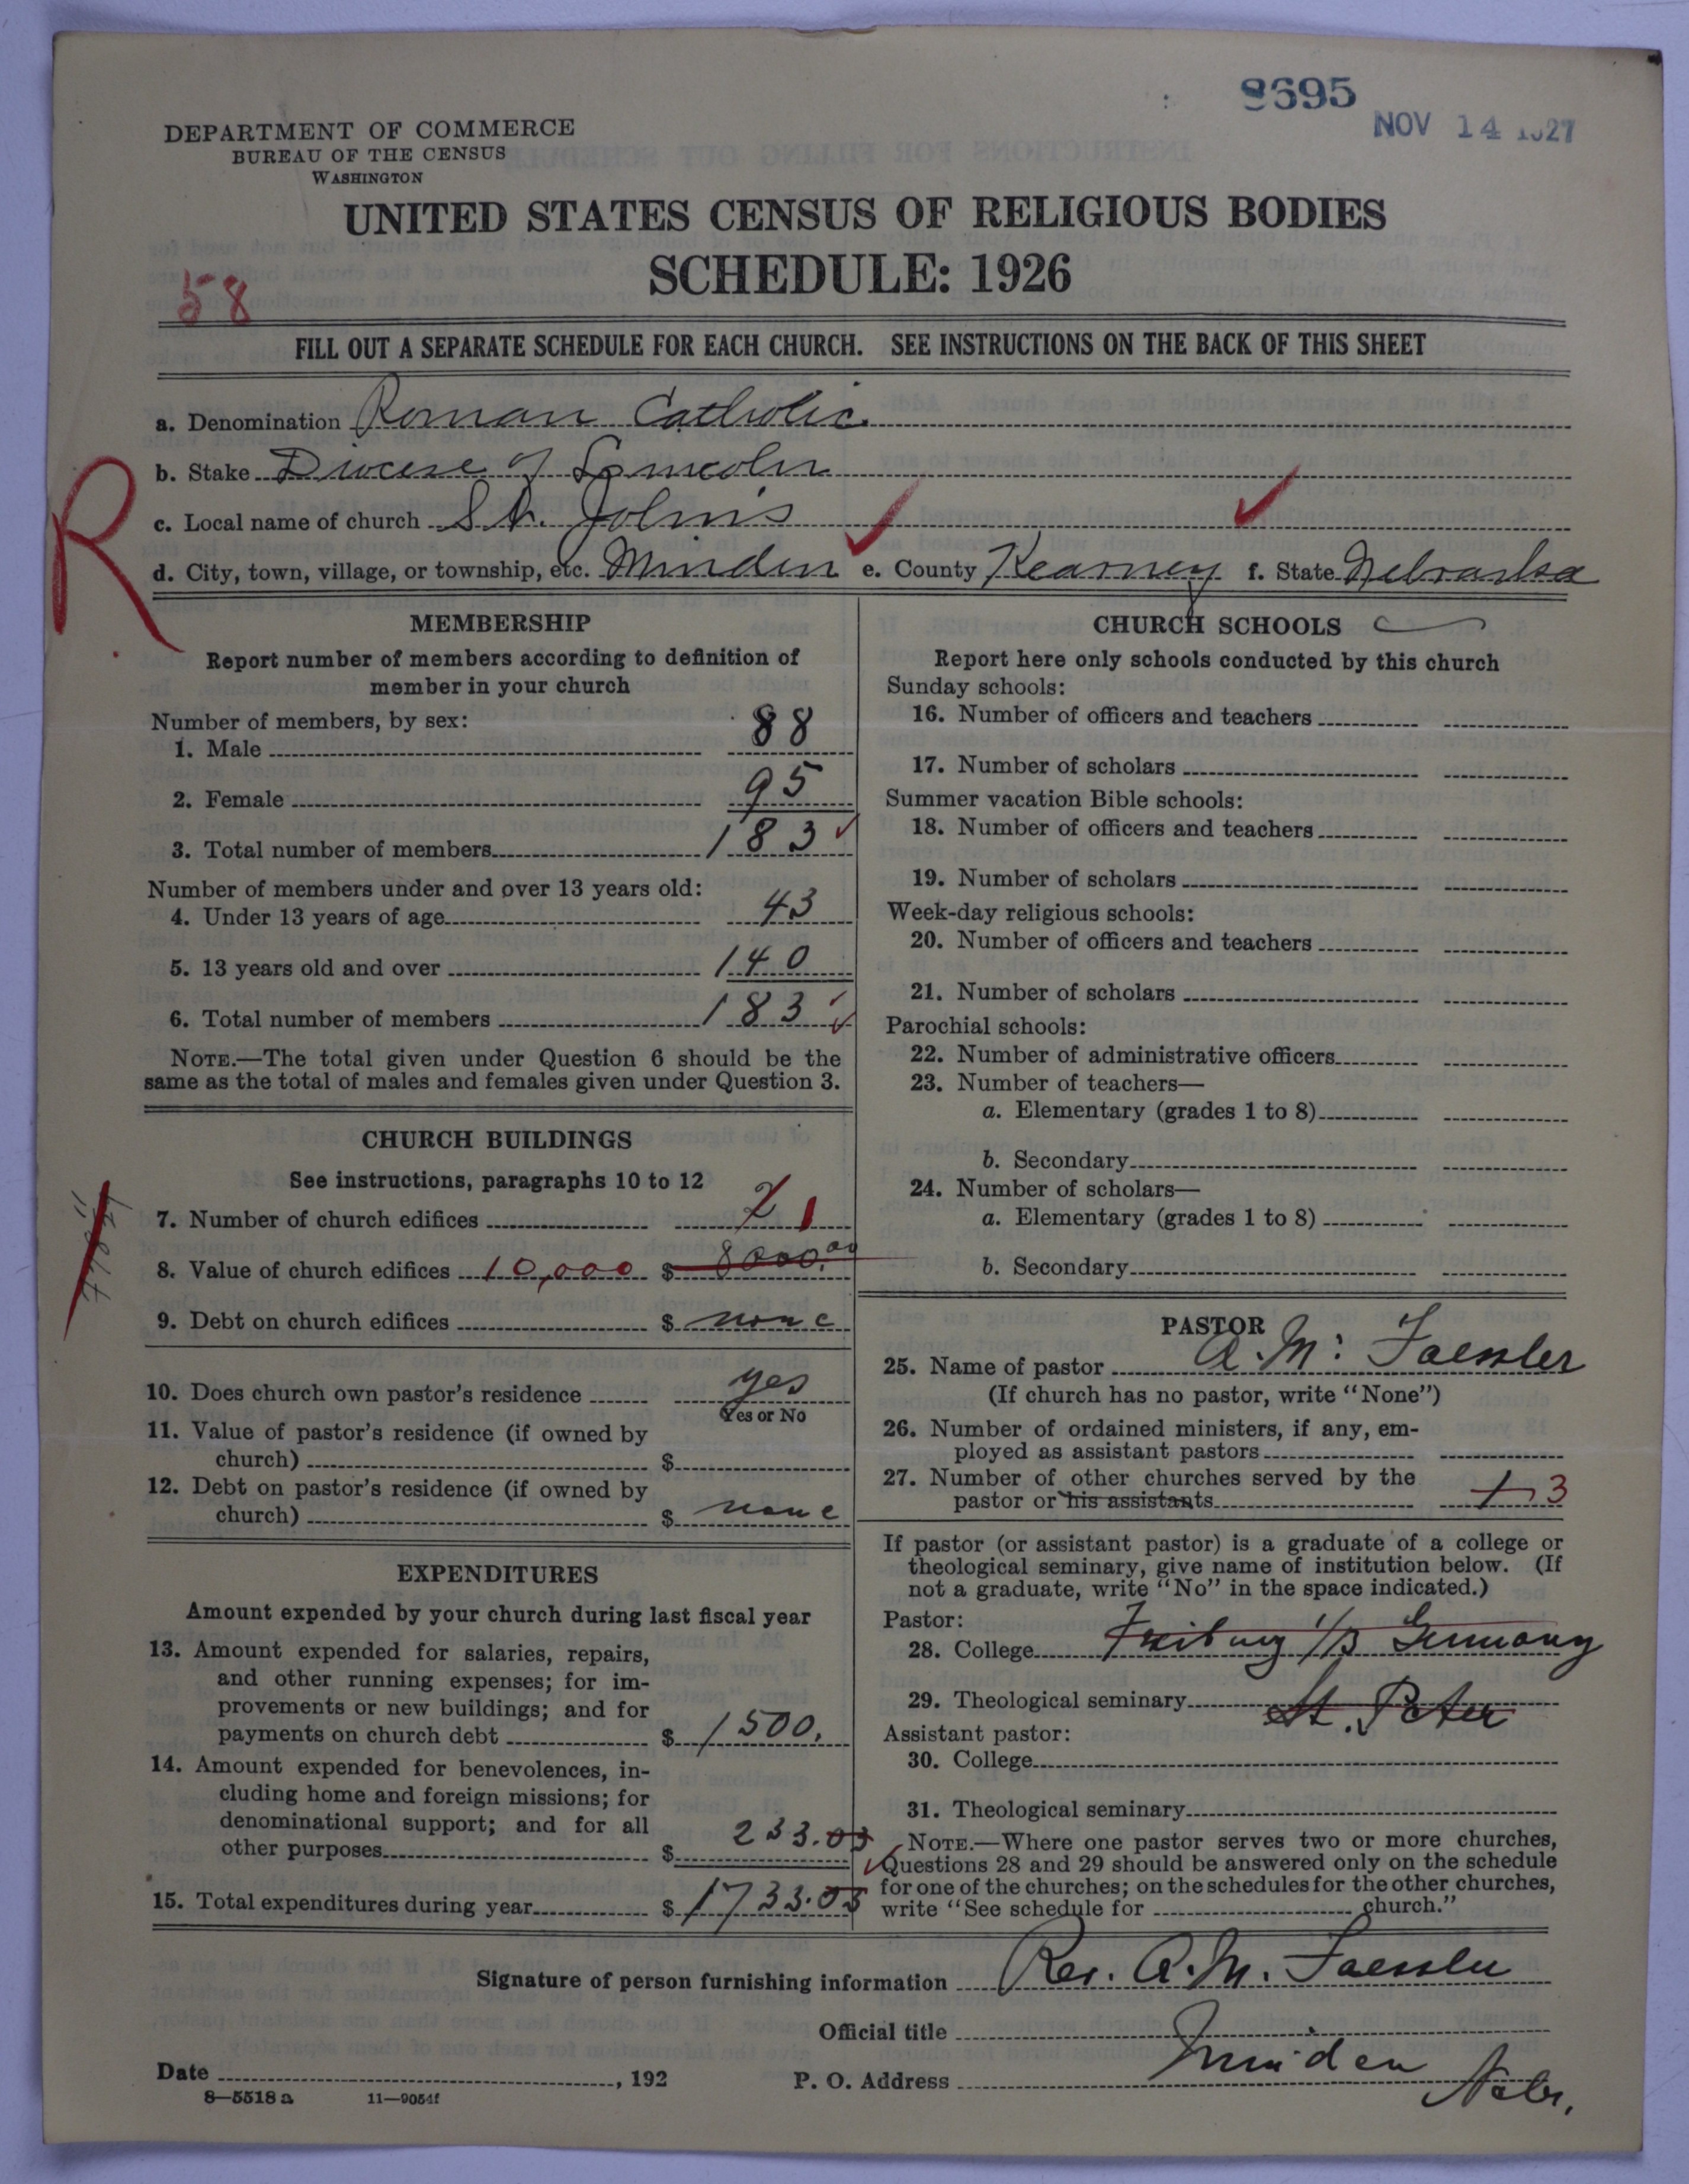 8695
NOV 14 1927
DEPARTMENT OF COMMERCE
BUREAU OF THE CENSUS
WASHINGTON
UNITED STATES CENSUS OF RELIGIOUS BODIES
SCHEDULE: 1926
58
FILL OUT A SEPARATE SCHEDULE FOR EACH CHURCH. SEE INSTRUCTIONS ON THE BACK OF THIS SHEET
a. Denomination Roman Catholic
b. Stake Diocese of Lincoln
R
c. Local name of church St. John's
d. City, town, village, or township, etc. Minden e. County Kearney f. State Nebraska
MEMBERSHIP
Report number of members according to definition of
member in your church
Number of members, by sex:
1. Male 88
2. Female 95
3. Total number of members 183
Number of members under and over 13 years old:
4. Under 13 years of age 43
5. 13 years old and over 140
6. Total number of members 183
NOTE.—The total given under Question 6 should be the
same as the total of males and females given under Question 3.
CHURCH BUILDINGS
See instructions, paragraphs 10 to 12
7. Number of church edifices 2 1
8. Value of church edifices 10,000 $ 8000.00
9. Debt on church edifices $ none
10. Does church own pastor's residence yes
Yes or No
11. Value of pastor's residence (if owned by
church) $
12. Debt on pastor's residence (if owned by
church) $ none
EXPENDITURES
Amount expended by your church during last fiscal year
13. Amount expended for salaries, repairs,
and other running expenses; for im-
provements or new buildings; and for
payments on church debt $ 1500.
14. Amount expended for benevolences, in-
cluding home and foreign missions; for
denominational support; and for all
other purposes $ 233.03
15. Total expenditures during year $ 1733.03
CHURCH SCHOOLS
Report here only schools conducted by this church
Sunday schools:
16. Number of officers and teachers
17. Number of scholars
Summer vacation Bible schools:
18. Number of officers and teachers
19. Number of scholars
Week-day religious schools:
20. Number of officers and teachers
21. Number of scholars
Parochial schools:
22. Number of administrative officers
23. Number of teachers—
a. Elementary (grades 1 to 8)
b. Secondary
24. Number of scholars—
a. Elementary (grades 1 to 8)
b. Secondary
PASTOR
25. Name of pastor A. M. Faessler
(If church has no pastor, write "None")
26. Number of ordained ministers, if any, em-
ployed as assistant pastors
27. Number of other churches served by the
pastor or his assistants 3
If pastor (or assistant pastor) is a graduate of a college or
theological seminary, give name of institution below. (If
not a graduate, write "No" in the space indicated.)
Pastor:
28. College Freiburg i/B Germany
29. Theological seminary St. Peter
Assistant pastor:
30. College
31. Theological seminary
NOTE.—Where one pastor serves two or more churches,
Questions 28 and 29 should be answered only on the schedule
for one of the churches; on the schedules for the other churches,
write "See schedule for church."
Signature of person furnishing information Rev. A. M. Faessler
Official title
Date , 192 P. O. Address Minden Nebr.
8—5518 a 11—9054f